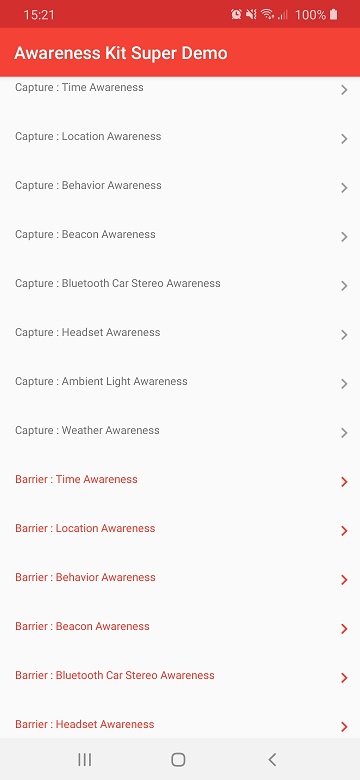 15:21
100%
Awareness Kit Super Demo
Capture : Time Awareness
Capture : Location Awareness
Capture : Behavior Awareness
Capture : Beacon Awareness
Capture : Bluetooth Car Stereo Awareness
Capture : Headset Awareness
Capture : Ambient Light Awareness
Capture : Weather Awareness
Barrier : Time Awareness
Barrier : Location Awareness
Barrier : Behavior Awareness
Barrier : Beacon Awareness
Barrier : Bluetooth Car Stereo Awareness
Barrier : Headset Awareness